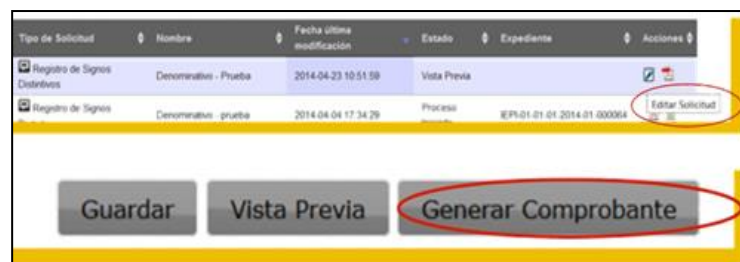 Tipo de Solicitud Nombre Fecha última modificación Estado Expediente Acciones
Registro de Signos Distintivos Denominativo - Prueba 2014-04-23 10:51:59 Vista Previa
Registro de Signos Denominativo - prueba 2014-04-04 17:34:29 Proceso IEPI-01-01-01-2014-01-000064
Editar Solicitud
Guardar Vista Previa Generar Comprobante